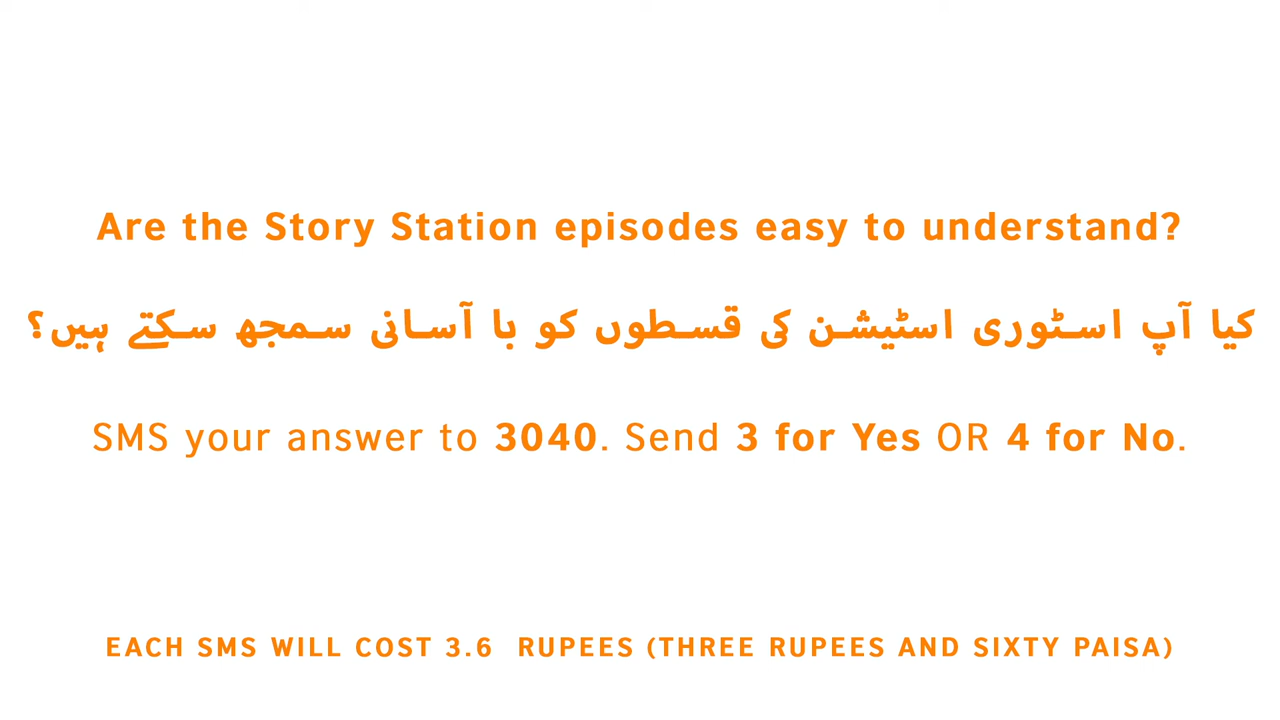 Are the Story Station episodes easy to understand?
کیا آپ اسٹوری اسٹیشن کی قسطوں کو با آسانی سمجھ سکتے ہیں؟
SMS your answer to 3040. Send 3 for Yes OR 4 for No.
EACH SMS WILL COST 3.6 RUPEES (THREE RUPEES AND SIXTY PAISA)